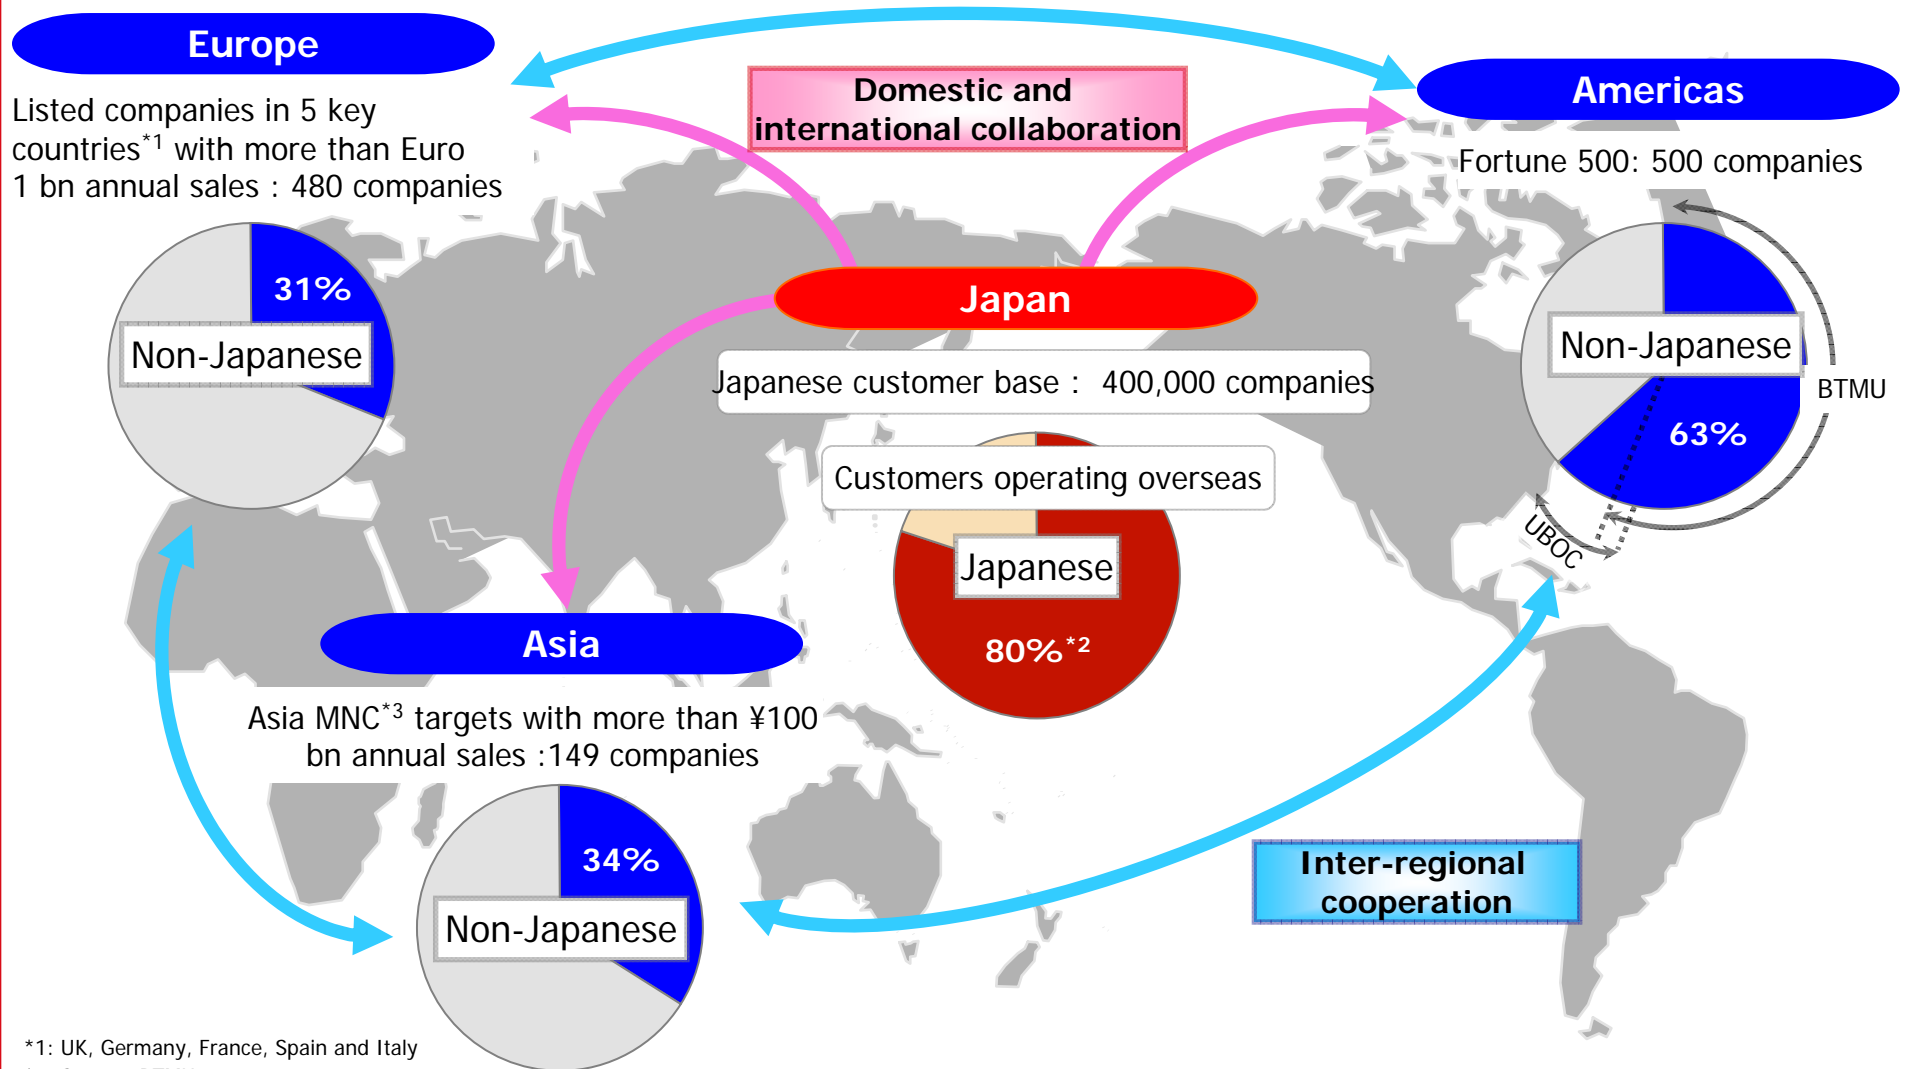 Europe
Listed companies in 5 key
countries*1 with more than Euro
1 bn annual sales : 480 companies
31%
Non-Japanese
Domestic and
international collaboration
Americas
Fortune 500: 500 companies
Non-Japanese
63%
BTMU
UBOC
Japan
Japanese customer base : 400,000 companies
Customers operating overseas
Japanese
80%*2
Asia
Asia MNC*3 targets with more than ¥100
bn annual sales :149 companies
34%
Non-Japanese
Inter-regional
cooperation
*1: UK, Germany, France, Spain and Italy